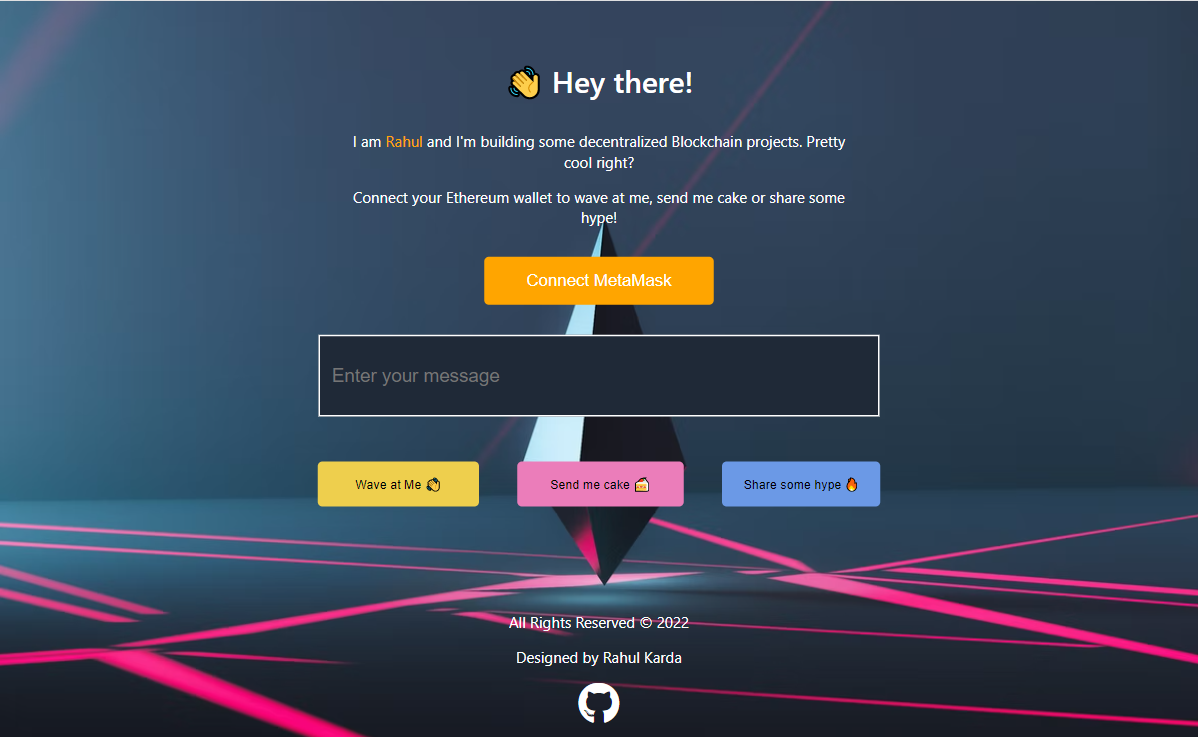 👋 Hey there!
I am Rahul and I'm building some decentralized Blockchain projects. Pretty
cool right?
Connect your Ethereum wallet to wave at me, send me cake or share some
hype!
Connect MetaMask
Enter your message
Wave at Me 👏
Send me cake 🍰
Share some hype 🔥
All Rights Reserved © 2022
Designed by Rahul Karda